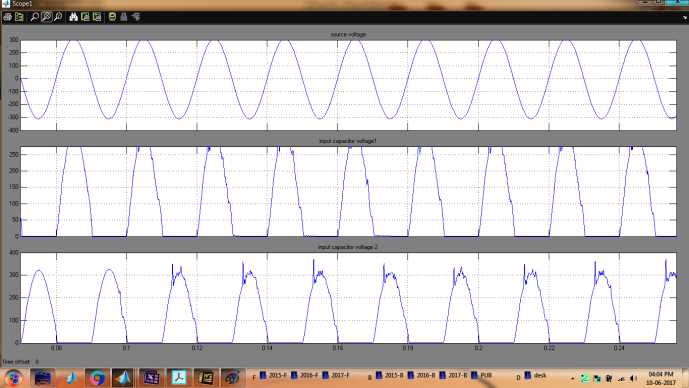 Scope1
source voltage
300
200
100
0
-100
-200
-300
-400
input capacitor voltage1
250
200
150
100
50
0
input capacitor voltage 2
400
300
200
100
0
0.08 0.1 0.12 0.14 0.16 0.18 0.2 0.22 0.24
Time offset: 0
F 2015-F 2016-F 2017-F B 2015-B 2016-B 2017-B PUB D desk
04:04 PM
10-06-2017